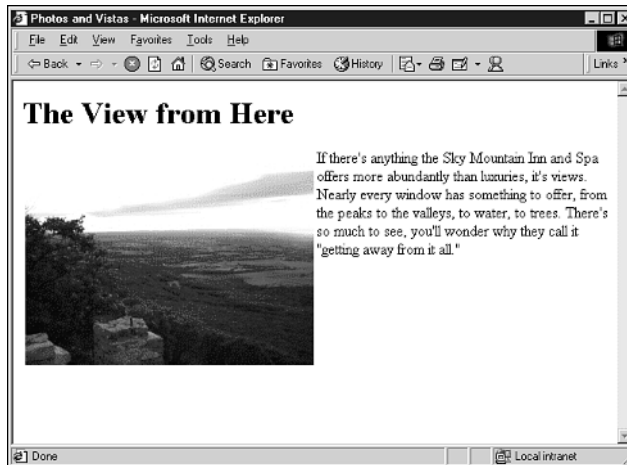 Photos and Vistas - Microsoft Internet Explorer
File Edit View Favorites Tools Help
Back Search Favorites History Links
The View from Here
If there's anything the Sky Mountain Inn and Spa
offers more abundantly than luxuries, it's views.
Nearly every window has something to offer, from
the peaks to the valleys, to water, to trees. There's
so much to see, you'll wonder why they call it
"getting away from it all."
Done Local intranet